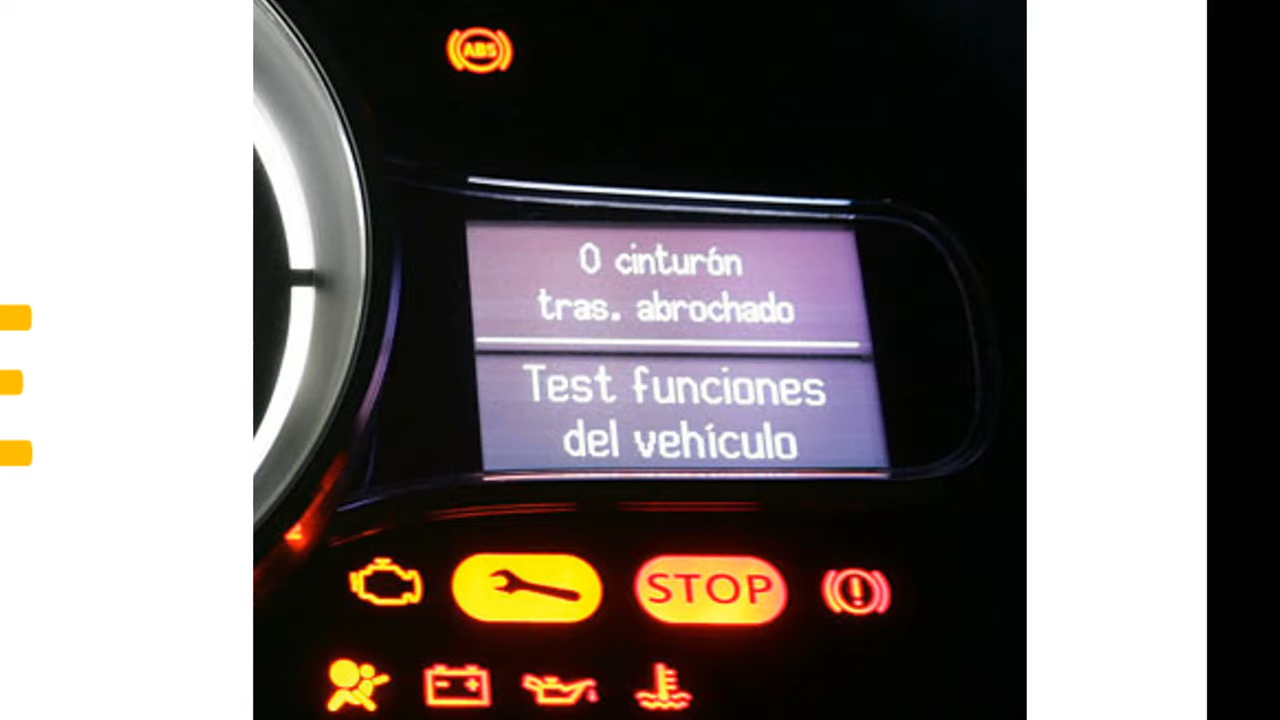 ABS
0 cinturón
tras. abrochado
Test funciones
del vehículo
STOP